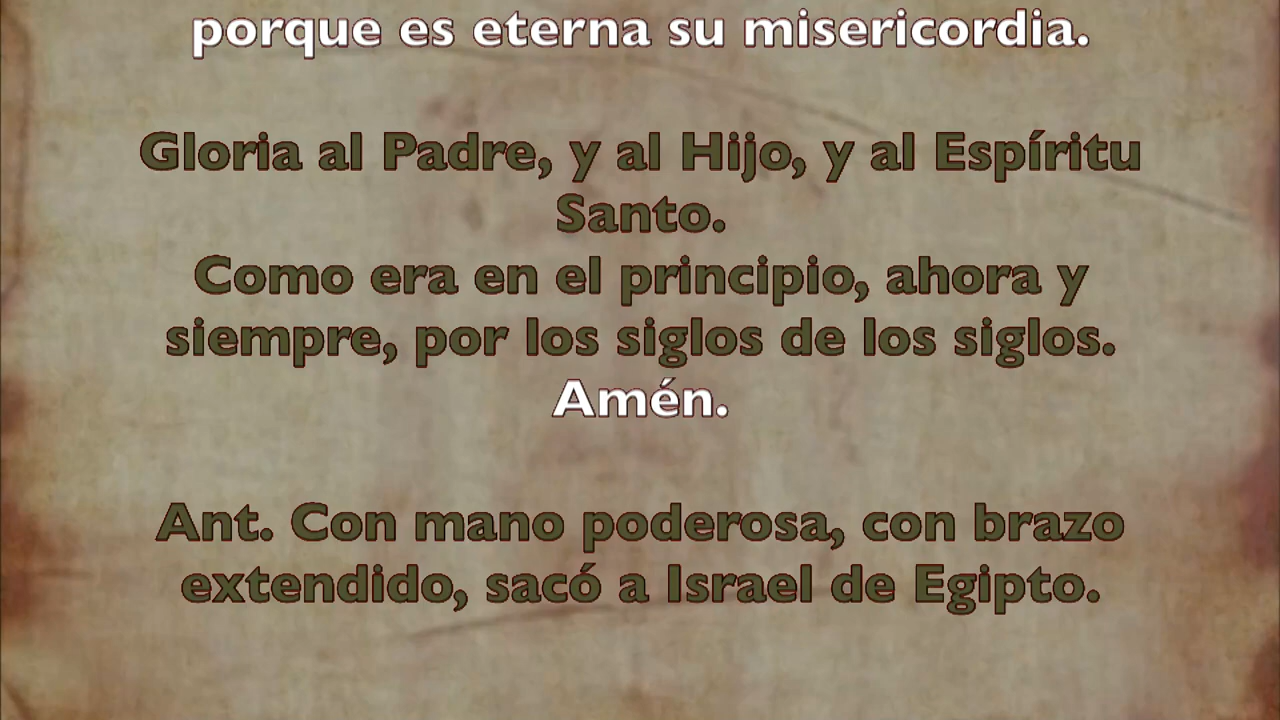 porque es eterna su misericordia.
Gloria al Padre, y al Hijo, y al Espíritu
Santo.
Como era en el principio, ahora y
siempre, por los siglos de los siglos.
Amén.
Ant. Con mano poderosa, con brazo
extendido, sacó a Israel de Egipto.